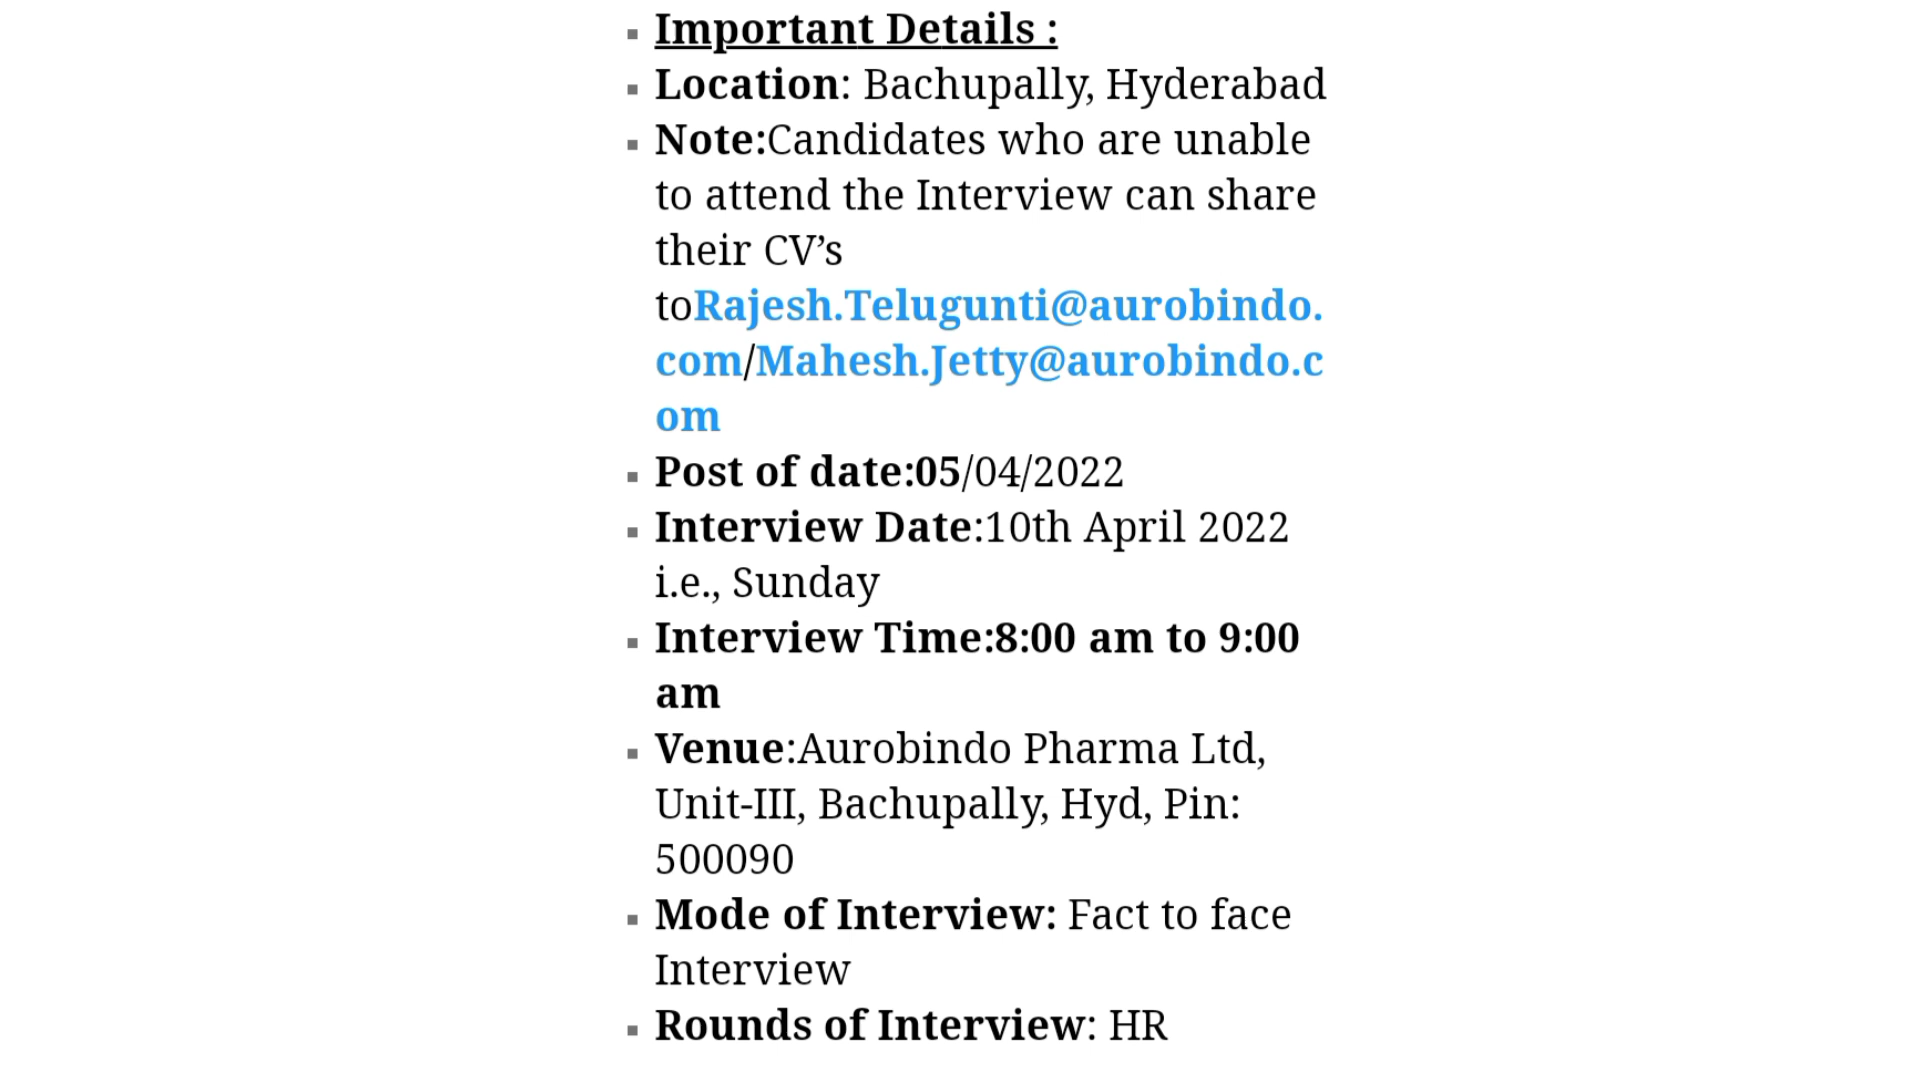 Important Details :
Location: Bachupally, Hyderabad
Note:Candidates who are unable
to attend the Interview can share
their CV’s
toRajesh.Telugunti@aurobindo.
com/Mahesh.Jetty@aurobindo.c
om
Post of date:05/04/2022
Interview Date:10th April 2022
i.e., Sunday
Interview Time:8:00 am to 9:00
am
Venue:Aurobindo Pharma Ltd,
Unit-III, Bachupally, Hyd, Pin:
500090
Mode of Interview: Fact to face
Interview
Rounds of Interview: HR